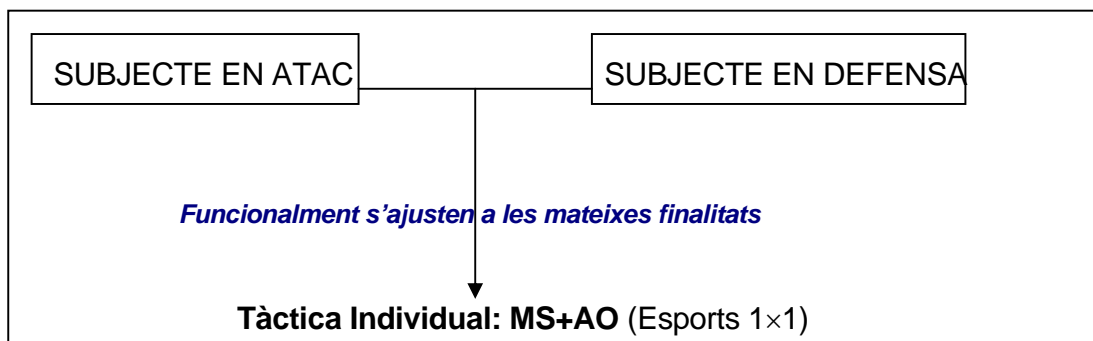 SUBJECTE EN ATAC
SUBJECTE EN DEFENSA
Funcionalment s’ajusten a les mateixes finalitats
Tàctica Individual: MS+AO (Esports 1×1)